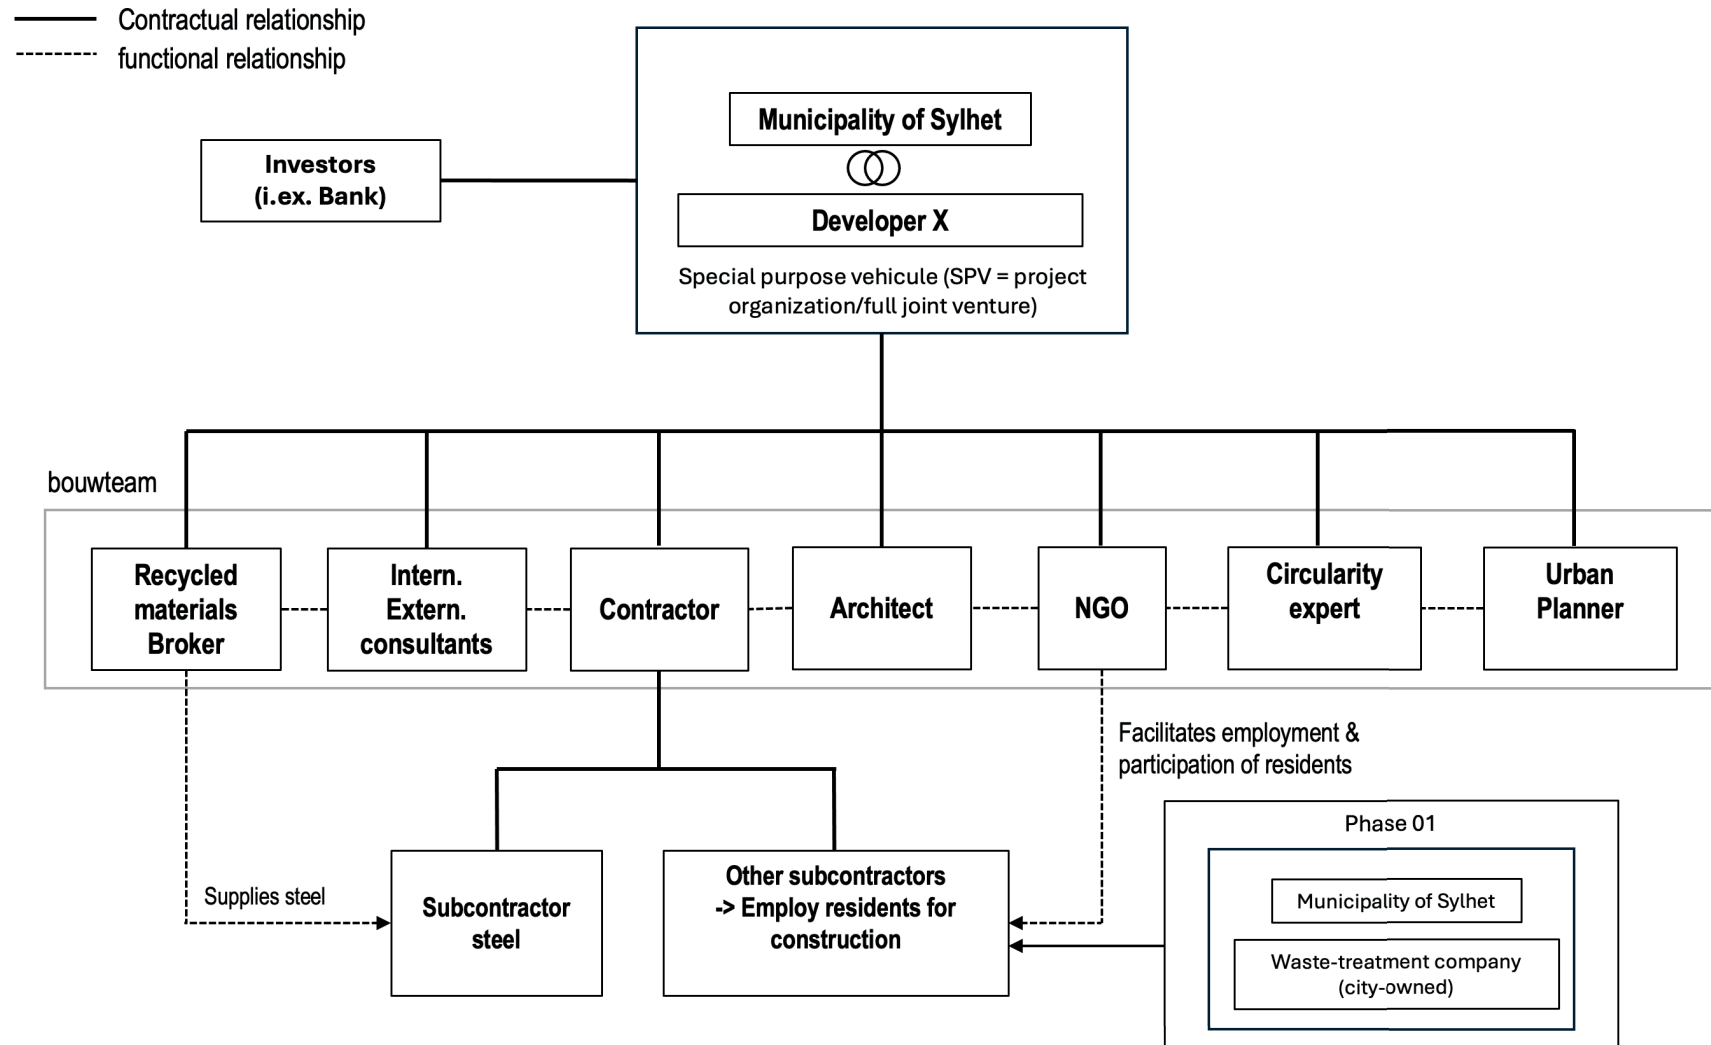 Contractual relationship
functional relationship
Municipality of Sylhet
Investors
(i.ex. Bank)
Developer X
Special purpose vehicule (SPV = project
organization/full joint venture)
bouwteam
Recycled
materials
Broker
Intern.
Extern.
consultants
Contractor
Architect
NGO
Circularity
expert
Urban
Planner
Facilitates employment &
participation of residents
Supplies steel
Subcontractor
steel
Other subcontractors
-> Employ residents for
construction
Phase 01
Municipality of Sylhet
Waste-treatment company
(city-owned)